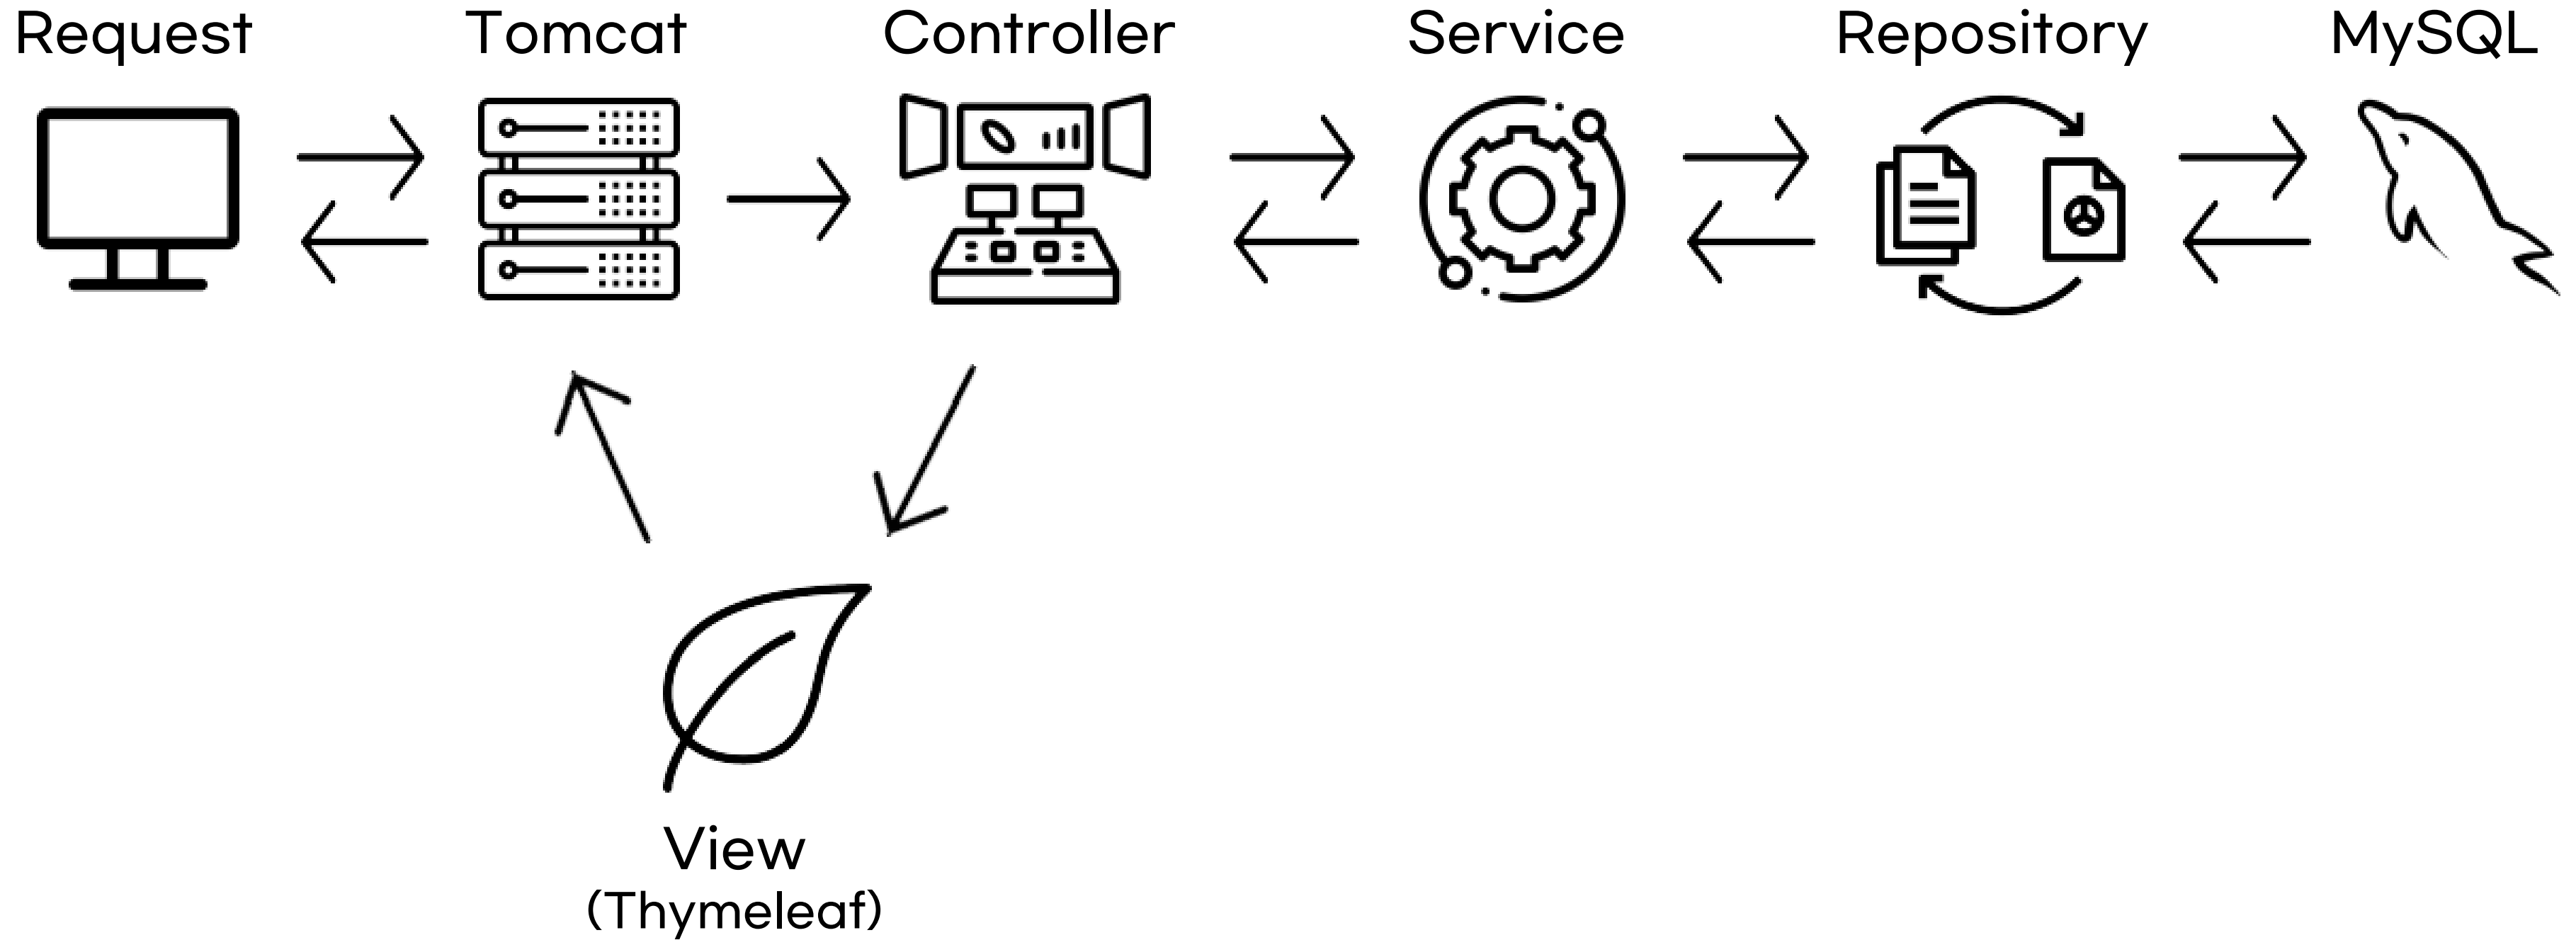 Request
Tomcat
Controller
Service
Repository
MySQL
View
(Thymeleaf)